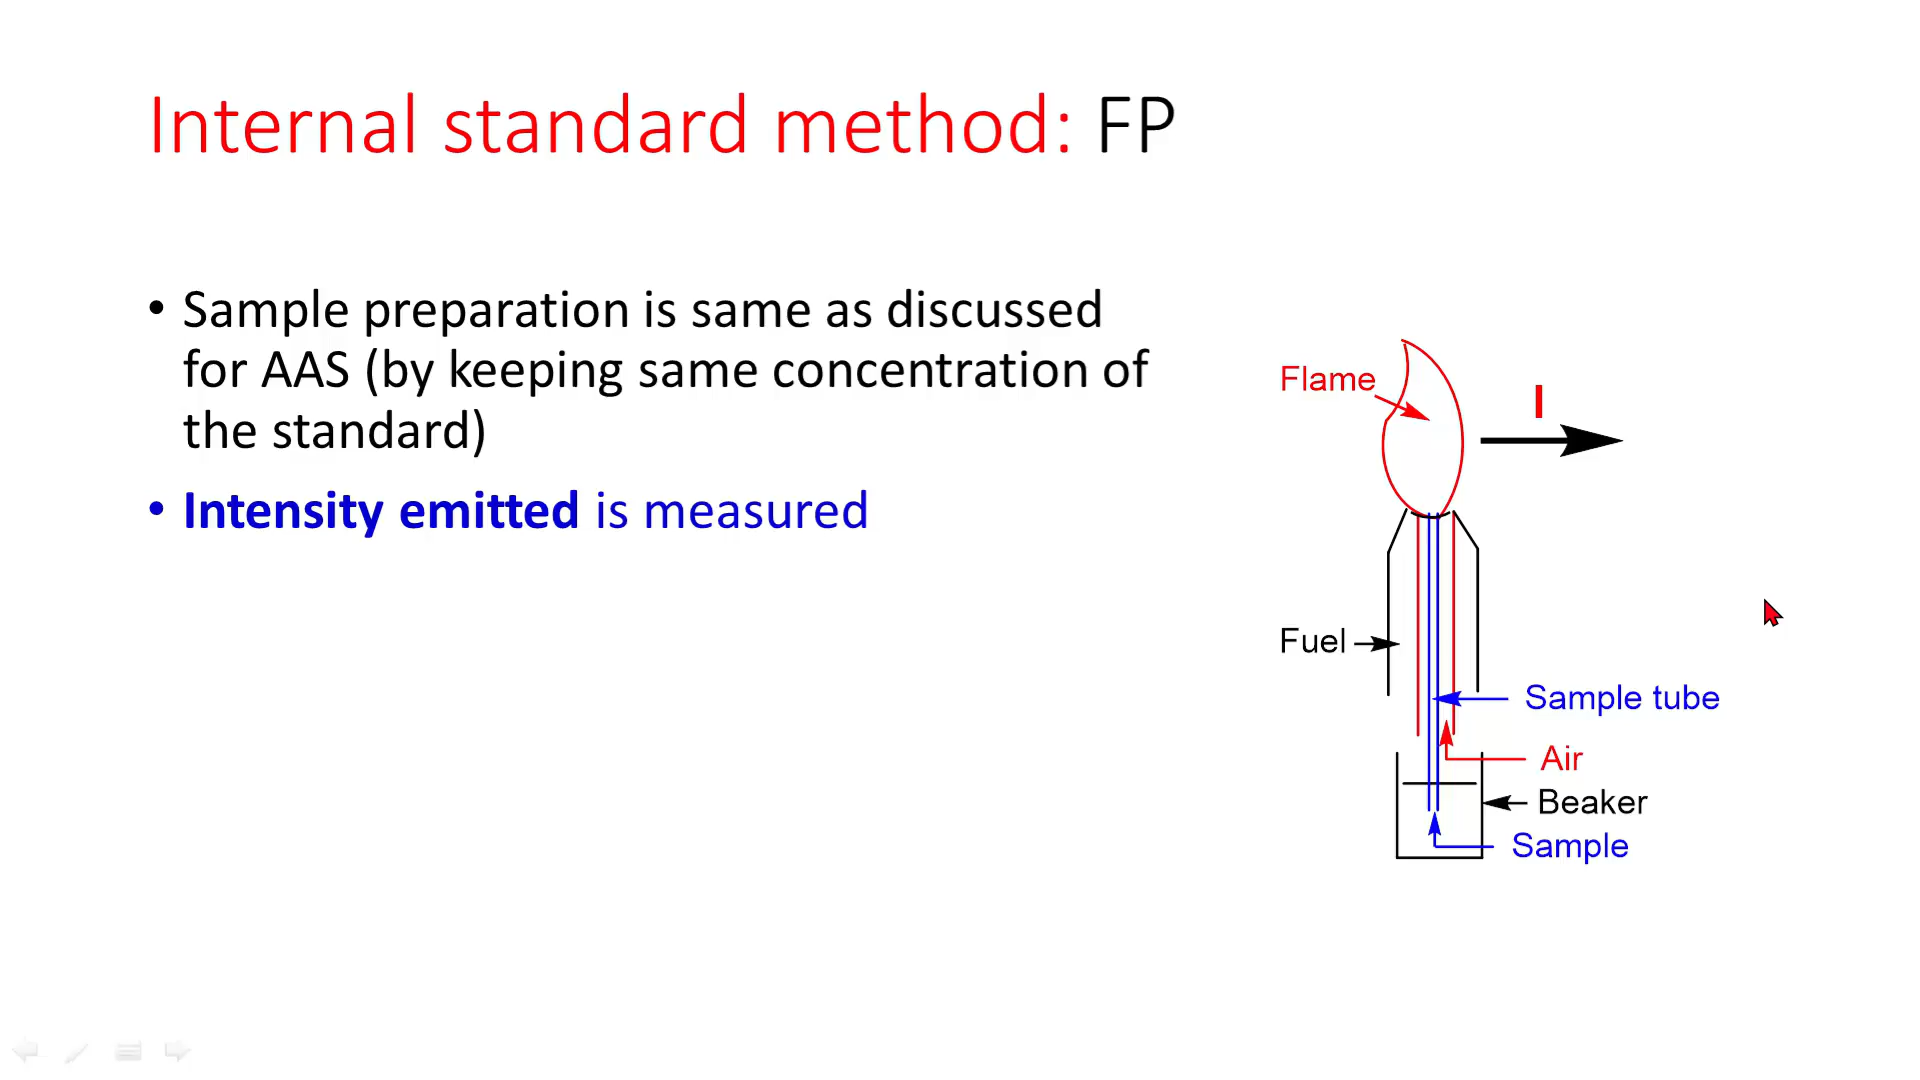 Internal standard method: FP
• Sample preparation is same as discussed
for AAS (by keeping same concentration of
the standard)
• Intensity emitted is measured
Flame
I
Fuel
Sample tube
Air
Beaker
Sample